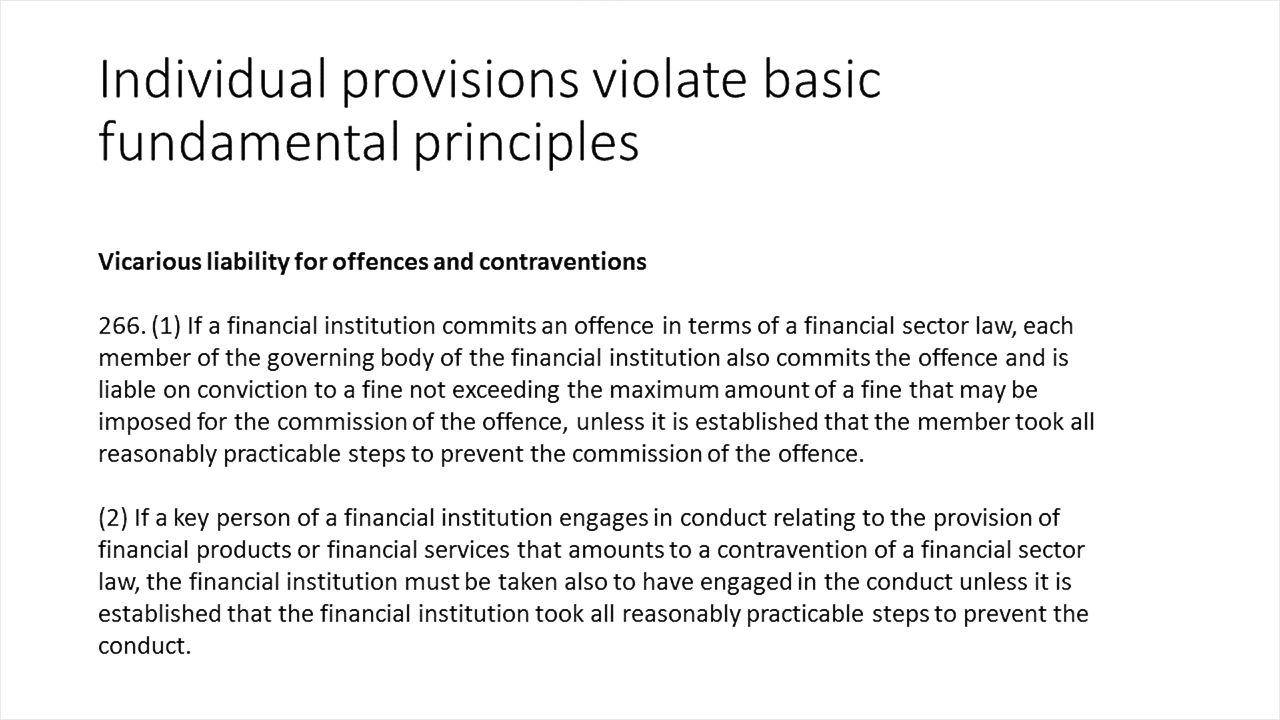 Individual provisions violate basic
fundamental principles
Vicarious liability for offences and contraventions
266. (1) If a financial institution commits an offence in terms of a financial sector law, each
member of the governing body of the financial institution also commits the offence and is
liable on conviction to a fine not exceeding the maximum amount of a fine that may be
imposed for the commission of the offence, unless it is established that the member took all
reasonably practicable steps to prevent the commission of the offence.
(2) If a key person of a financial institution engages in conduct relating to the provision of
financial products or financial services that amounts to a contravention of a financial sector
law, the financial institution must be taken also to have engaged in the conduct unless it is
established that the financial institution took all reasonably practicable steps to prevent the
conduct.